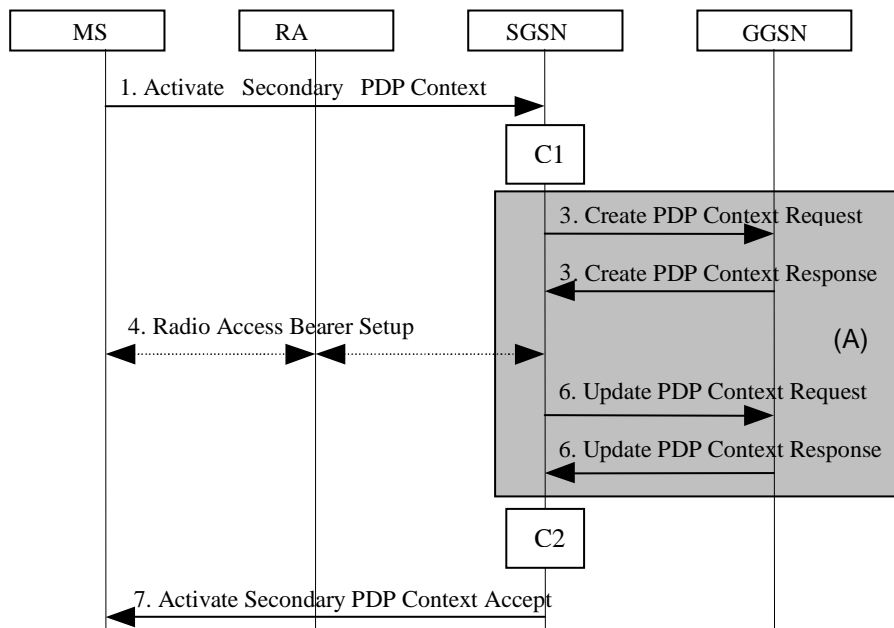 MS RA SGSN GGSN
1. Activate Secondary PDP Context
C1
3. Create PDP Context Request
3. Create PDP Context Response
4. Radio Access Bearer Setup
(A)
6. Update PDP Context Request
6. Update PDP Context Response
C2
7. Activate Secondary PDP Context Accept